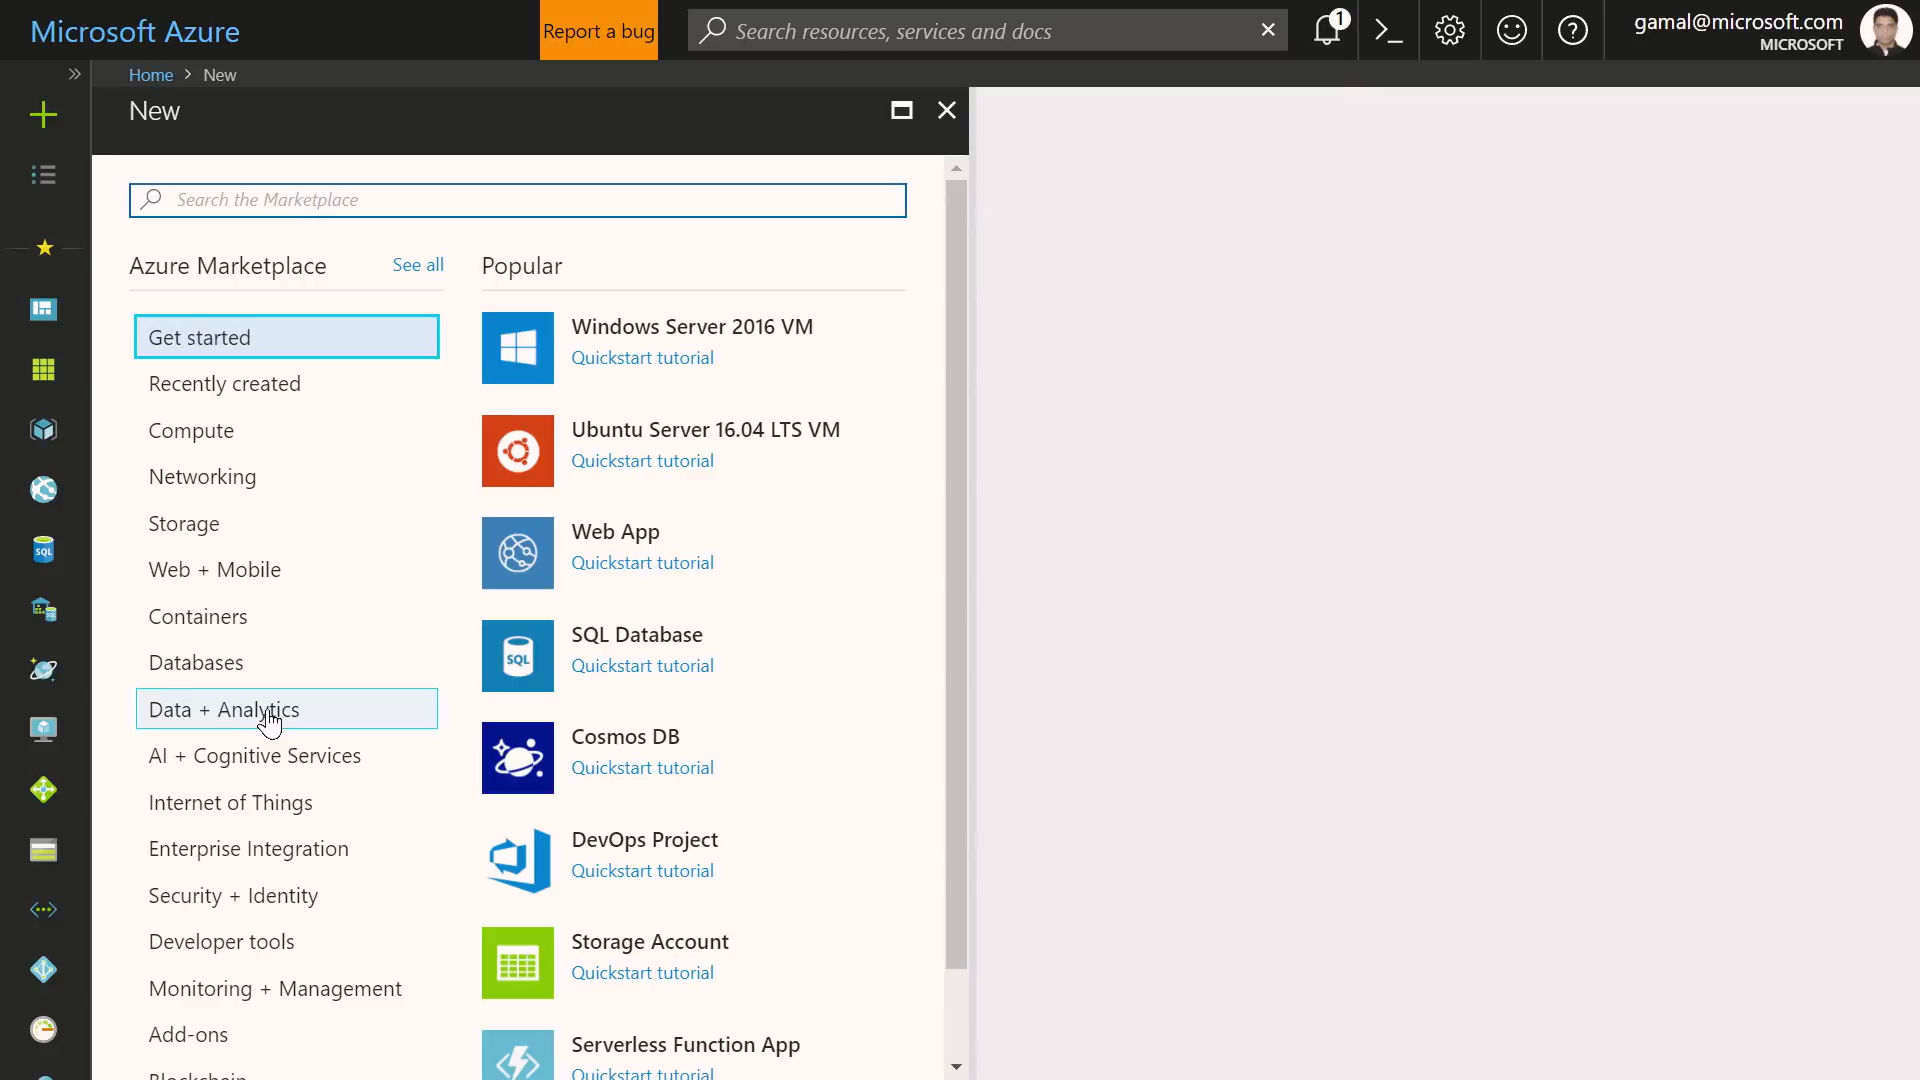 Microsoft Azure
Report a bug
Search resources, services and docs
1
gamal@microsoft.com
MICROSOFT
Home > New
New
Search the Marketplace
Azure Marketplace
See all
Get started
Recently created
Compute
Networking
Storage
Web + Mobile
Containers
Databases
Data + Analytics
AI + Cognitive Services
Internet of Things
Enterprise Integration
Security + Identity
Developer tools
Monitoring + Management
Add-ons
Blockchain
Popular
Windows Server 2016 VM
Quickstart tutorial
Ubuntu Server 16.04 LTS VM
Quickstart tutorial
Web App
Quickstart tutorial
SQL
SQL Database
Quickstart tutorial
Cosmos DB
Quickstart tutorial
DevOps Project
Quickstart tutorial
Storage Account
Quickstart tutorial
Serverless Function App
Quickstart tutorial
SQL